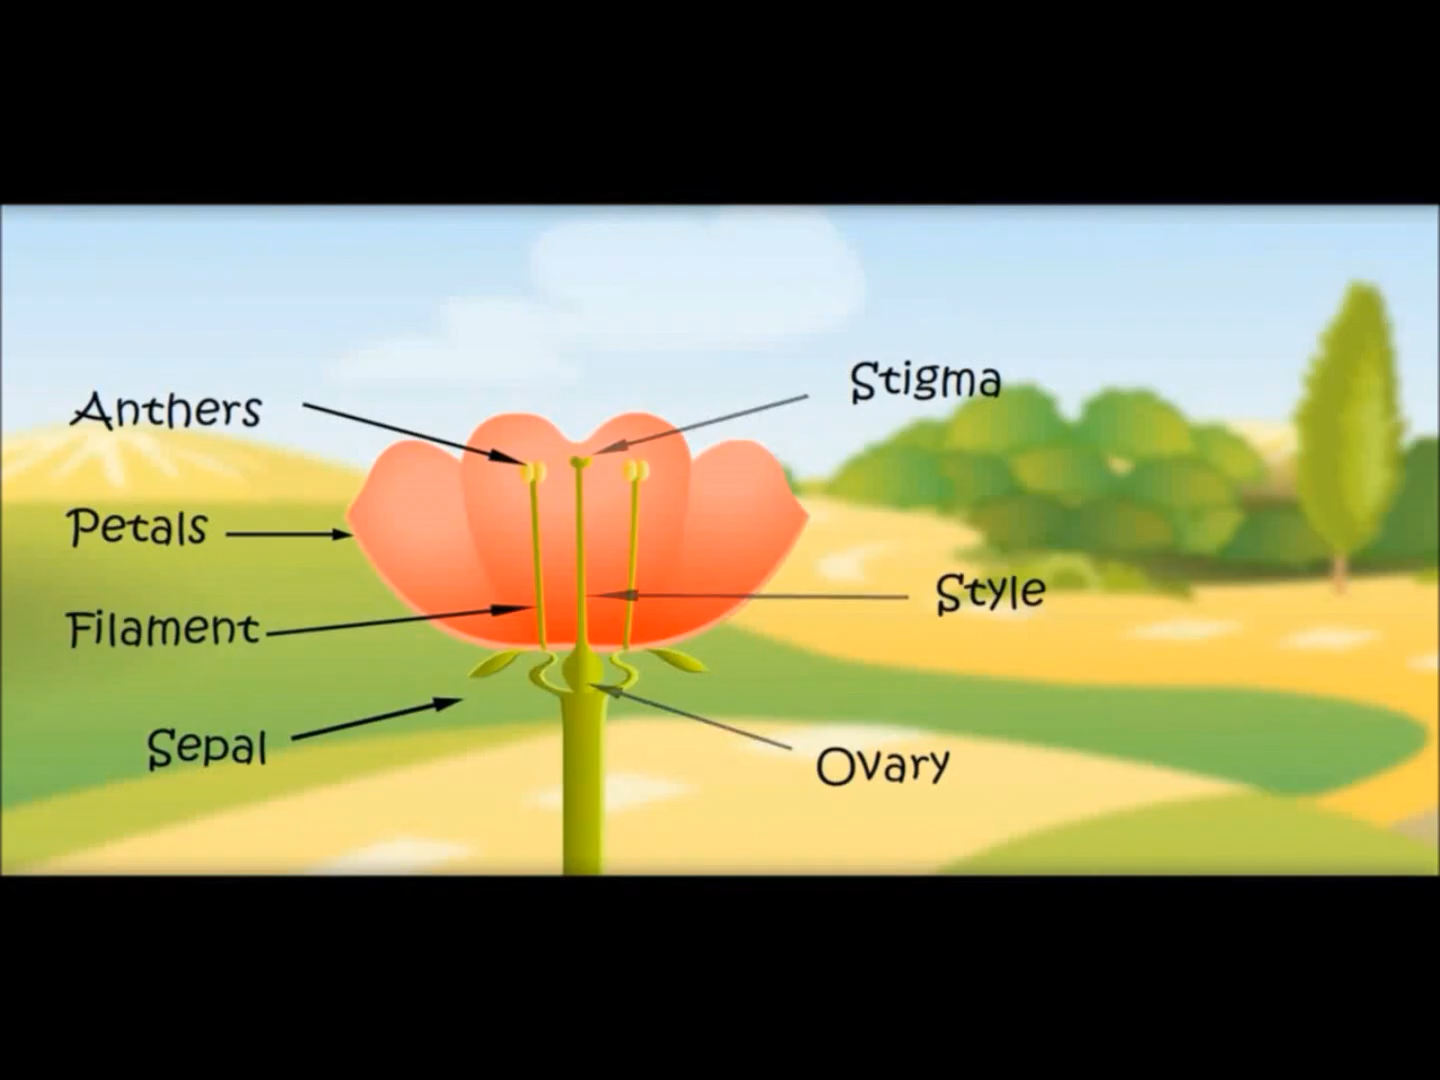 Anthers
Stigma
Petals
Filament
Style
Sepal
Ovary